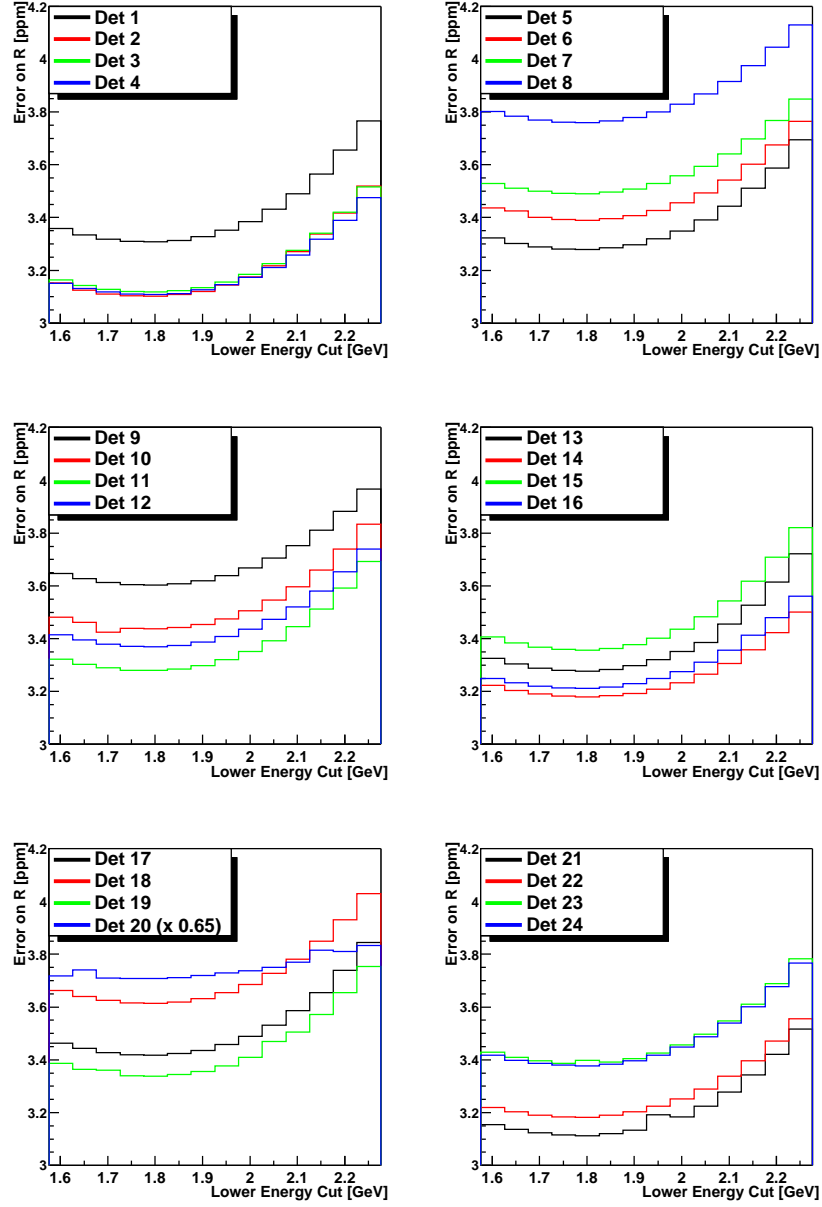 Error on R [ppm]
4.2
4
3.8
3.6
3.4
3.2
3
Det 1
Det 2
Det 3
Det 4
1.6 1.7 1.8 1.9 2 2.1 2.2
Lower Energy Cut [GeV]
Error on R [ppm]
4.2
4
3.8
3.6
3.4
3.2
3
Det 5
Det 6
Det 7
Det 8
1.6 1.7 1.8 1.9 2 2.1 2.2
Lower Energy Cut [GeV]
Error on R [ppm]
4.2
4
3.8
3.6
3.4
3.2
3
Det 9
Det 10
Det 11
Det 12
1.6 1.7 1.8 1.9 2 2.1 2.2
Lower Energy Cut [GeV]
Error on R [ppm]
4.2
4
3.8
3.6
3.4
3.2
3
Det 13
Det 14
Det 15
Det 16
1.6 1.7 1.8 1.9 2 2.1 2.2
Lower Energy Cut [GeV]
Error on R [ppm]
4.2
4
3.8
3.6
3.4
3.2
3
Det 17
Det 18
Det 19
Det 20 (x 0.65)
1.6 1.7 1.8 1.9 2 2.1 2.2
Lower Energy Cut [GeV]
Error on R [ppm]
4.2
4
3.8
3.6
3.4
3.2
3
Det 21
Det 22
Det 23
Det 24
1.6 1.7 1.8 1.9 2 2.1 2.2
Lower Energy Cut [GeV]